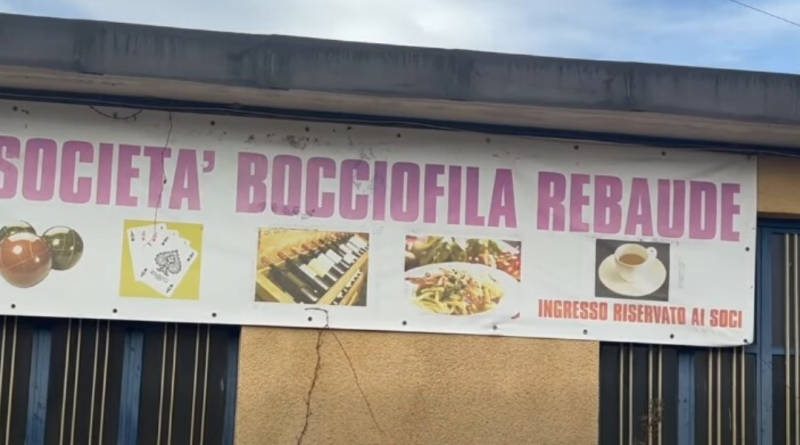 SOCIETA' BOCCIOFILA REBAUDE
INGRESSO RISERVATO AI SOCI